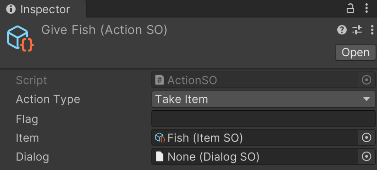 Inspector
Give Fish (Action SO)
Open
Script ActionSO
Action Type Take Item
Flag
Item Fish (Item SO)
Dialog None (Dialog SO)